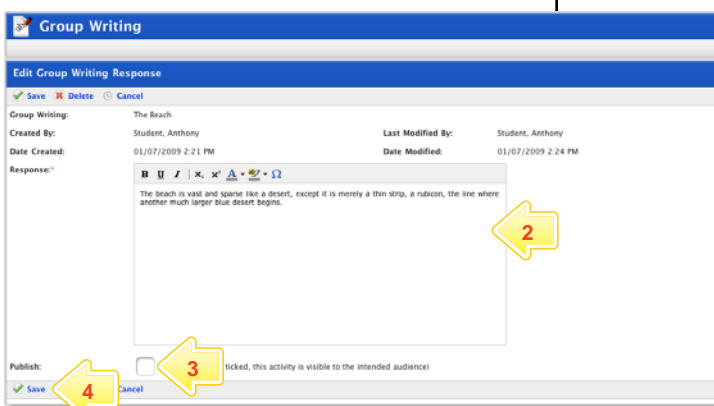 Group Writing
Edit Group Writing Response
Save Delete Cancel
Group Writing: The Beach
Created By: Student, Anthony Last Modified By: Student, Anthony
Date Created: 01/07/2009 2:21 PM Date Modified: 01/07/2009 2:24 PM
Response:* B U I x, x' A Ω
The beach is vast and sparse like a desert, except it is merely a thin strip, a rubicon, the line where
another much larger blue desert begins.
2
Publish: 3 ticked, this activity is visible to the intended audience)
Save 4 Cancel